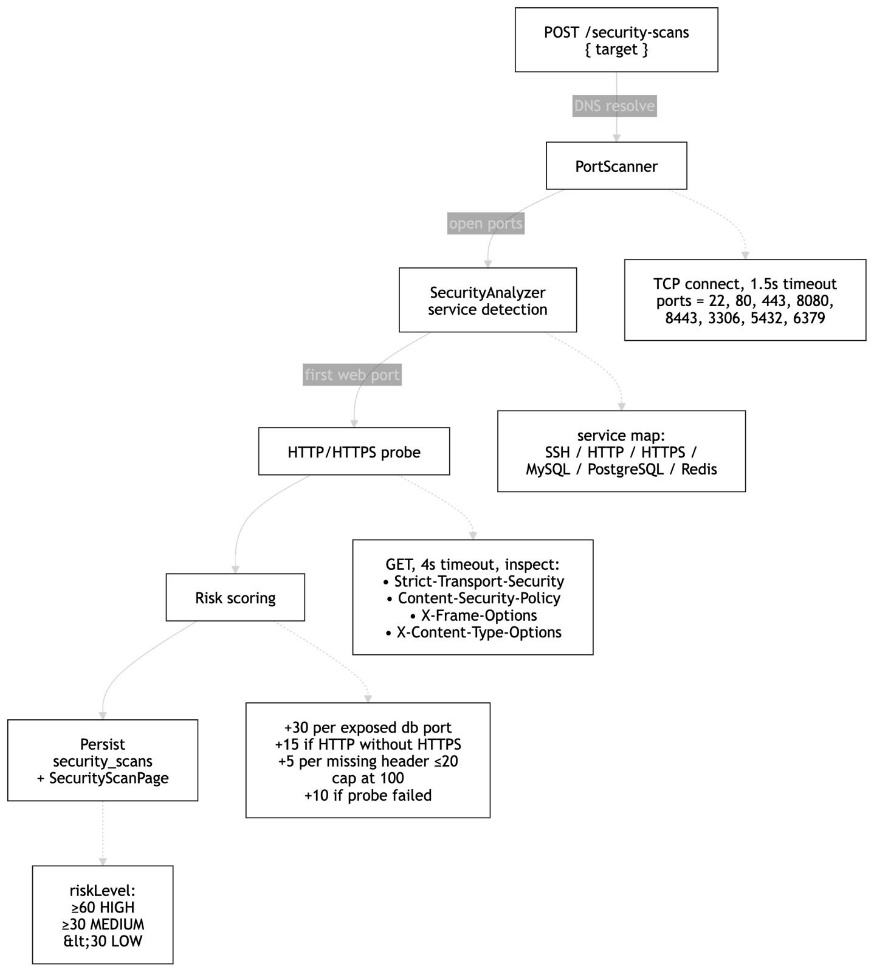 POST /security-scans
{ target }
DNS resolve
PortScanner
open ports
SecurityAnalyzer
service detection
TCP connect, 1.5s timeout
ports = 22, 80, 443, 8080,
8443, 3306, 5432, 6379
first web port
HTTP/HTTPS probe
service map:
SSH / HTTP / HTTPS /
MySQL / PostgreSQL / Redis
Risk scoring
GET, 4s timeout, inspect:
• Strict-Transport-Security
• Content-Security-Policy
• X-Frame-Options
• X-Content-Type-Options
Persist
security_scans
+ SecurityScanPage
+30 per exposed db port
+15 if HTTP without HTTPS
+5 per missing header ≤20
cap at 100
+10 if probe failed
riskLevel:
≥60 HIGH
≥30 MEDIUM
&lt;30 LOW